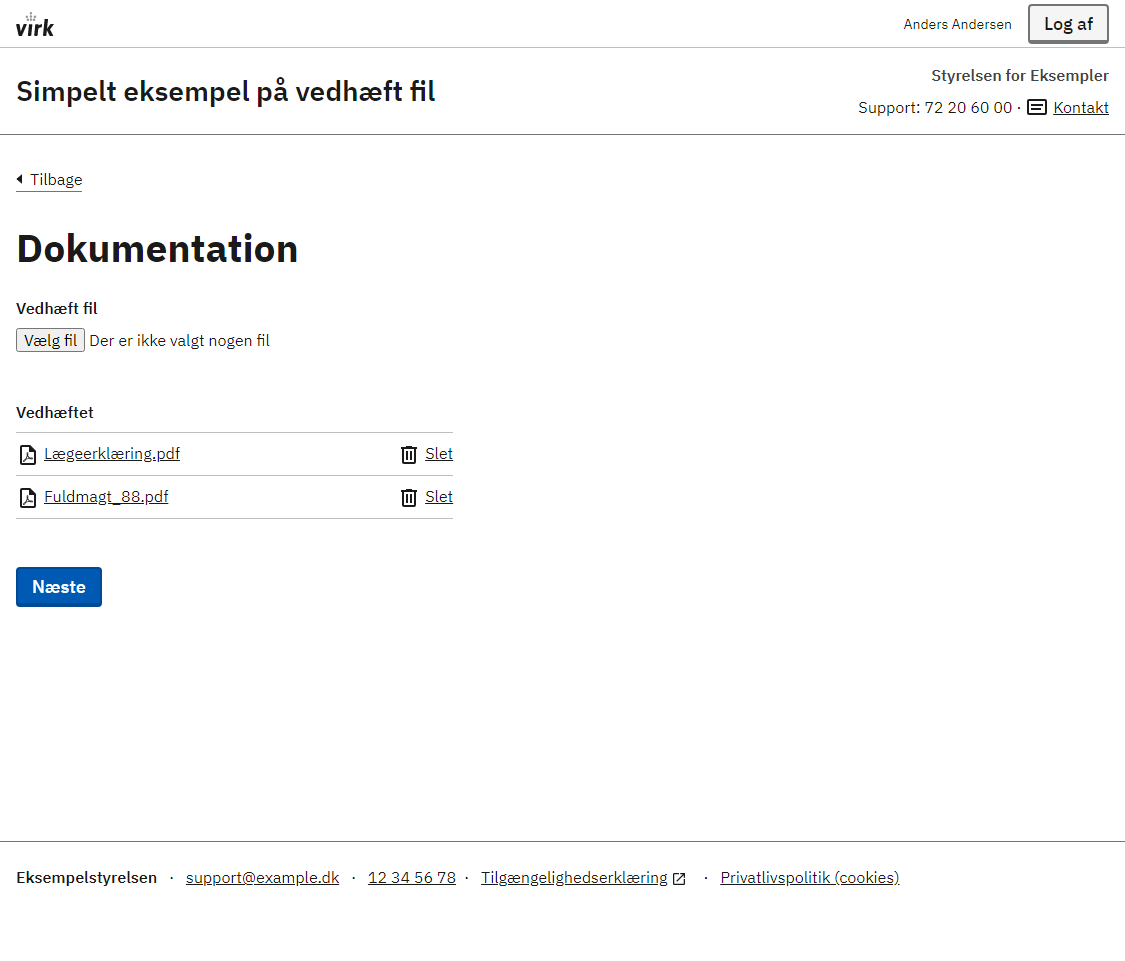 virk
Anders Andersen Log af
Simpelt eksempel på vedhæft fil
Styrelsen for Eksempler
Support: 72 20 60 00 · Kontakt
Tilbage
Dokumentation
Vedhæft fil
Vælg fil Der er ikke valgt nogen fil
Vedhæftet
Lægeerklæring.pdf Slet
Fuldmagt_88.pdf Slet
Næste
Eksempelstyrelsen · support@example.dk · 12 34 56 78 · Tilgængelighedserklæring · Privatlivspolitik (cookies)